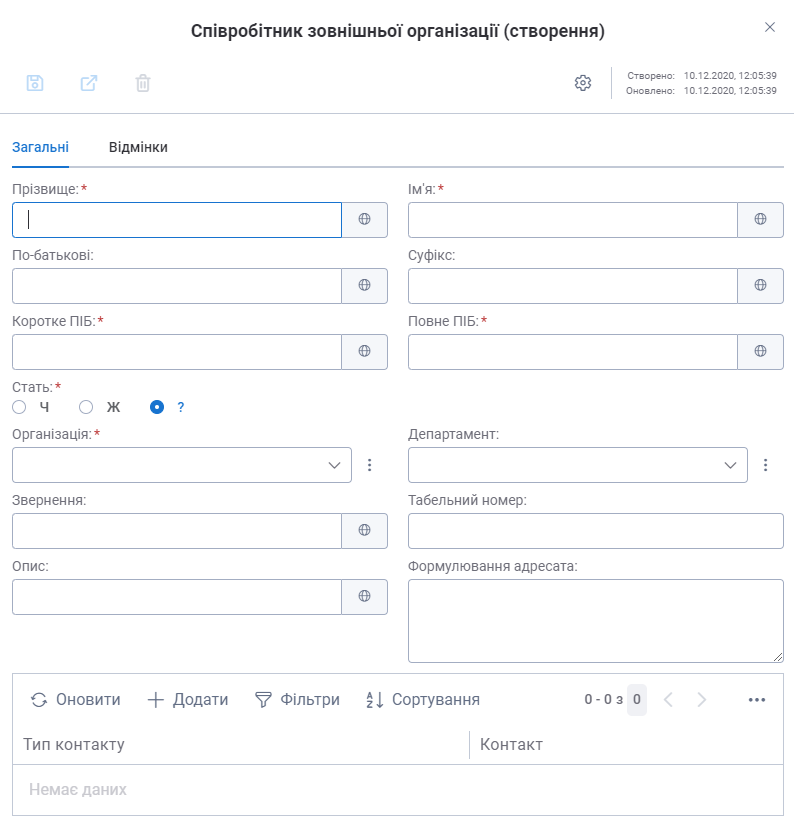 Співробітник зовнішньої організації (створення)
Створено: 10.12.2020, 12:05:39
Оновлено: 10.12.2020, 12:05:39
Загальні Відмінки
Прізвище:* Ім'я:*
По-батькові: Суфікс:
Коротке ПІБ:* Повне ПІБ:*
Стать:*
Ч Ж ?
Організація:* Департамент:
Звернення: Табельний номер:
Опис: Формулювання адресата:
Оновити Додати Фільтри Сортування 0-0 з 0
Тип контакту Контакт
Немає даних